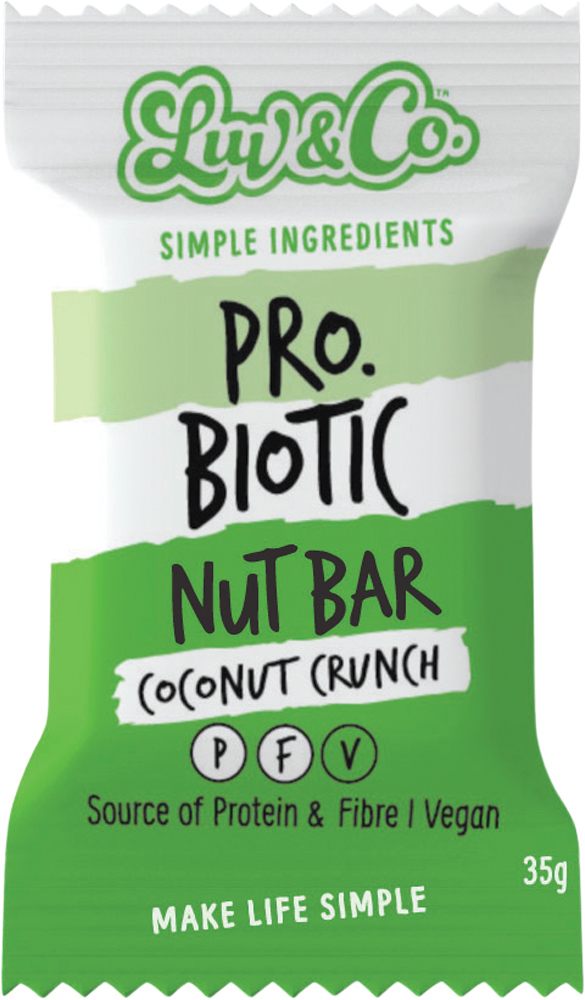 Luv&Co.™
SIMPLE INGREDIENTS
PRO.
BIOTIC
NUT BAR
COCONUT CRUNCH
P F V
Source of Protein & Fibre | Vegan
35g
MAKE LIFE SIMPLE